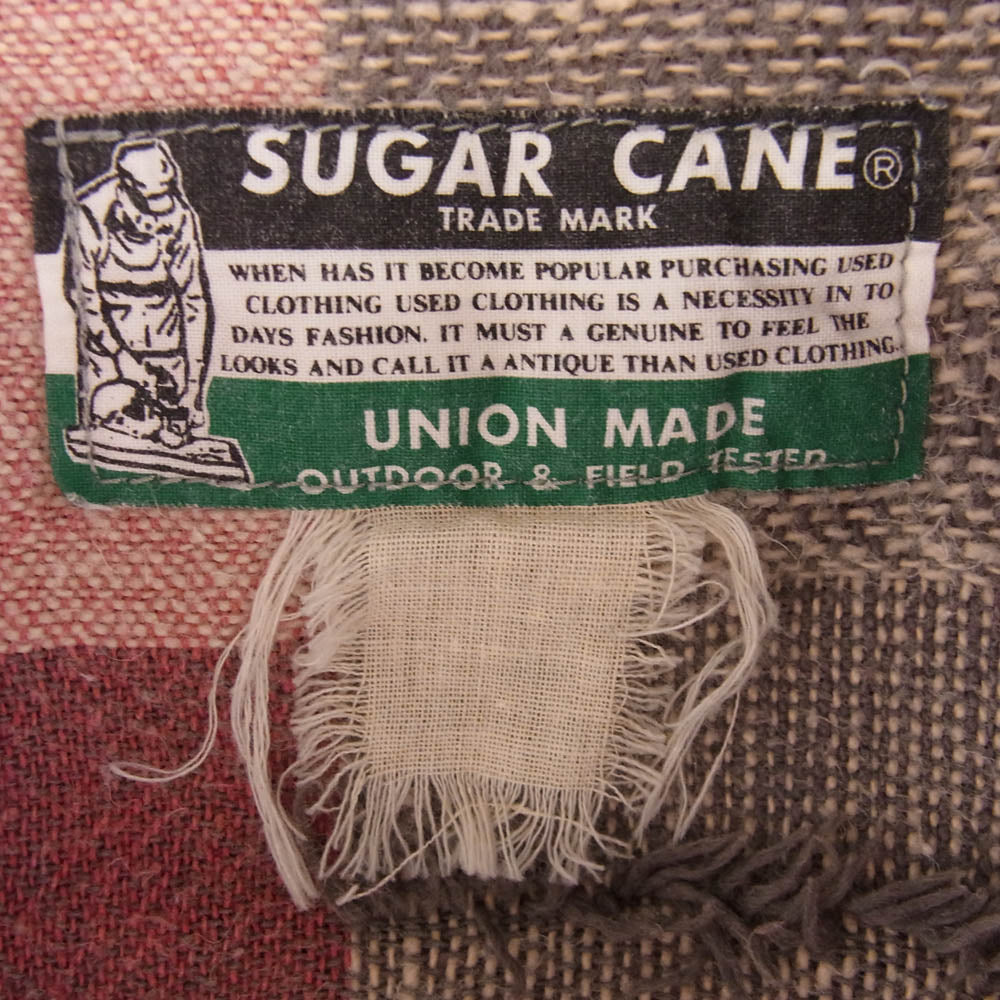 SUGAR CANE®
TRADE MARK
WHEN HAS IT BECOME POPULAR PURCHASING USED
CLOTHING USED CLOTHING IS A NECESSITY IN TO
DAYS FASHION. IT MUST A GENUINE TO FEEL THE
LOOKS AND CALL IT A ANTIQUE THAN USED CLOTHING.
UNION MADE
OUTDOOR & FIELD TESTED